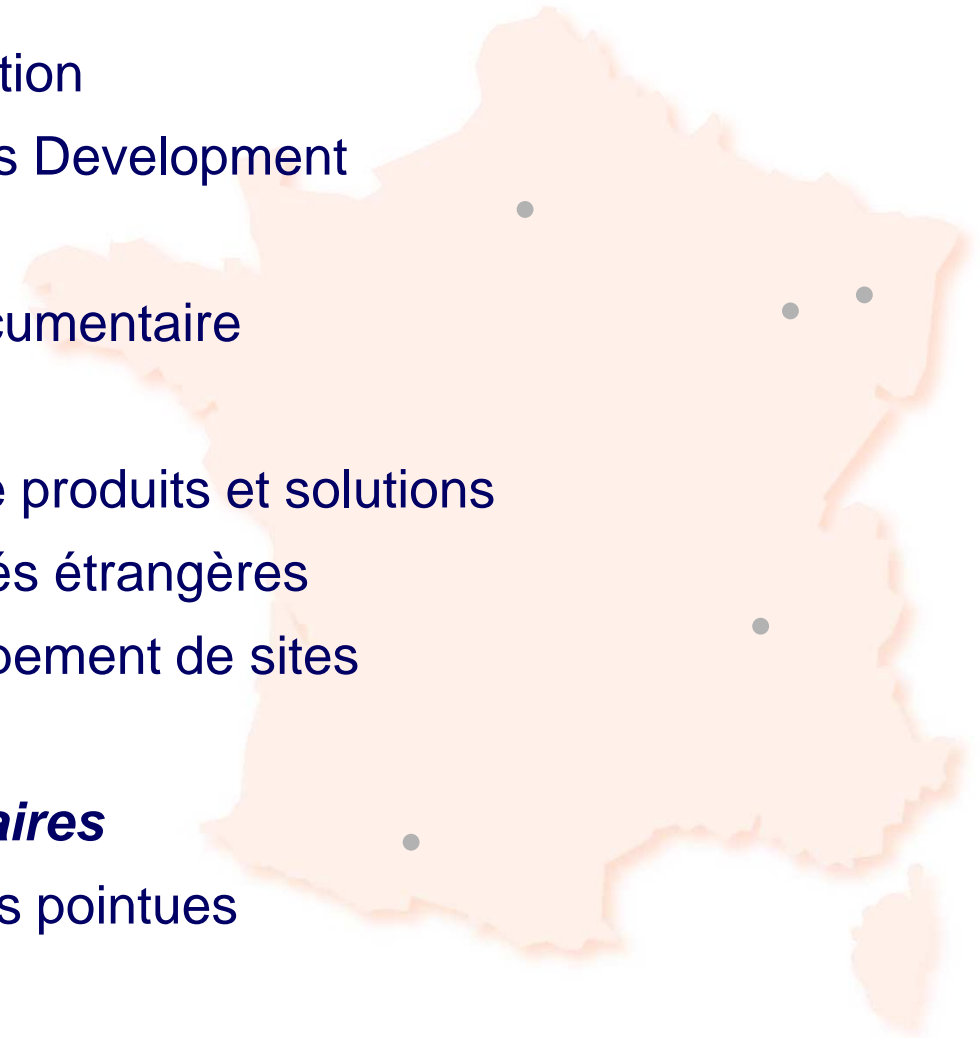 tion
s Development
cumentaire
e produits et solutions
és étrangères
pement de sites
aires
s pointues